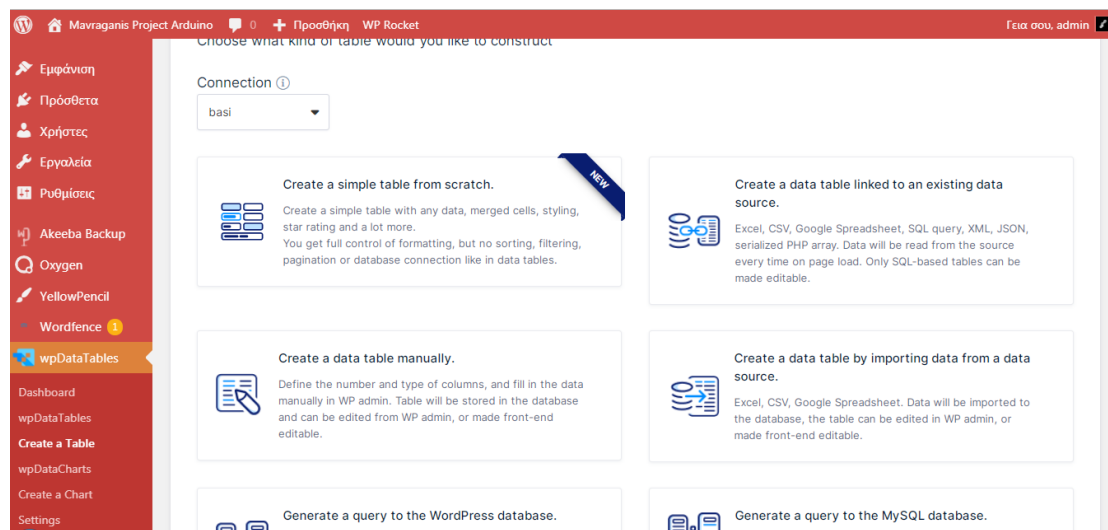 Mavraganis Project Arduino 0 Προσθήκη WP Rocket Γεια σου, admin
Choose what kind of table would you like to construct
Εμφάνιση
Πρόσθετα
Χρήστες
Εργαλεία
Ρυθμίσεις
Akeeba Backup
Oxygen
YellowPencil
Wordfence 1
wpDataTables
Dashboard
wpDataTables
Create a Table
wpDataCharts
Create a Chart
Settings
Connection
basi
NEW
Create a simple table from scratch.
Create a simple table with any data, merged cells, styling,
star rating and a lot more.
You get full control of formatting, but no sorting, filtering,
pagination or database connection like in data tables.
Create a data table linked to an existing data
source.
Excel, CSV, Google Spreadsheet, SQL query, XML, JSON,
serialized PHP array. Data will be read from the source
every time on page load. Only SQL-based tables can be
made editable.
Create a data table manually.
Define the number and type of columns, and fill in the data
manually in WP admin. Table will be stored in the database
and can be edited from WP admin, or made front-end
editable.
Create a data table by importing data from a data
source.
Excel, CSV, Google Spreadsheet. Data will be imported to
the database, the table can be edited in WP admin, or
made front-end editable.
Generate a query to the WordPress database.
Generate a query to the MySQL database.